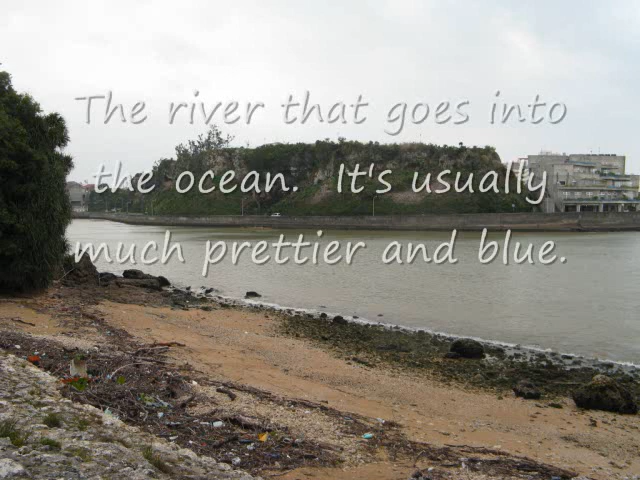 The river that goes into
the ocean.  It's usually
much prettier and blue.